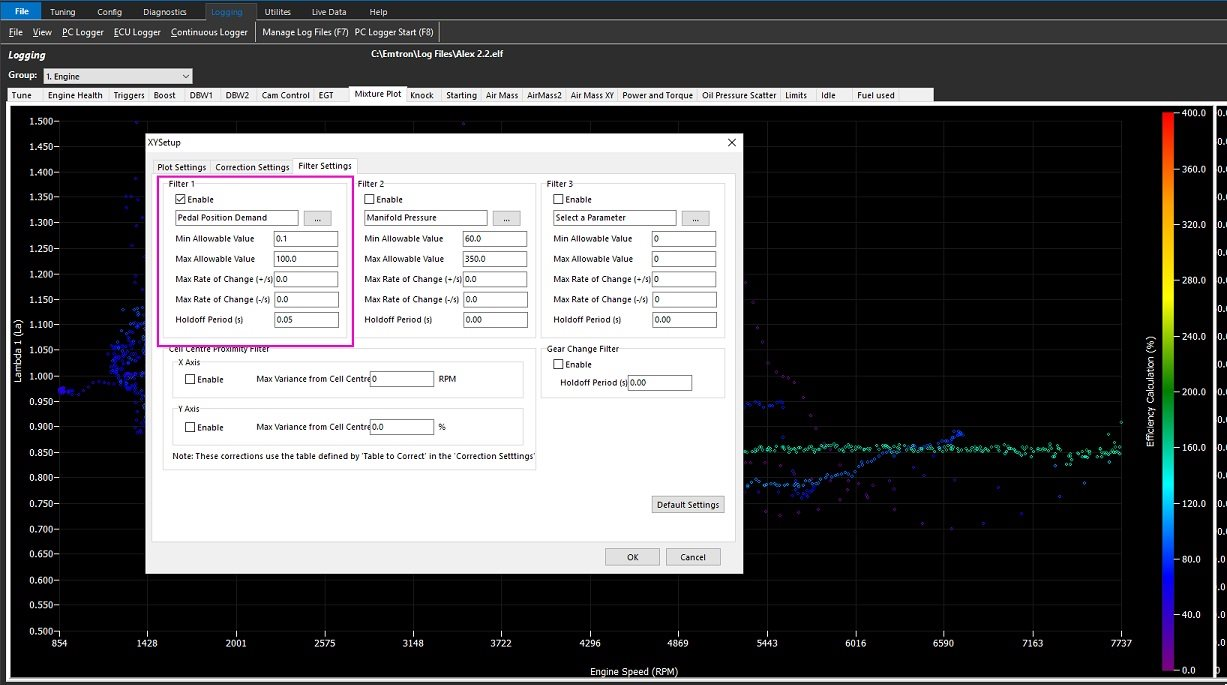 File Tuning Config Diagnostics Logging Utilites Live Data Help
File View PC Logger ECU Logger Continuous Logger Manage Log Files (F7) PC Logger Start (F8)
Logging C:\Emtron\Log Files\Alex 2.2.elf
Group: 1. Engine
Tune Engine Health Triggers Boost DBW1 DBW2 Cam Control EGT Mixture Plot Knock Starting Air Mass AirMass2 Air Mass XY Power and Torque Oil Pressure Scatter Limits Idle Fuel used
XYSetup
Plot Settings Correction Settings Filter Settings
Filter 1
Enable
Pedal Position Demand ...
Min Allowable Value 0.1
Max Allowable Value 100.0
Max Rate of Change (+/s) 0.0
Max Rate of Change (-/s) 0.0
Holdoff Period (s) 0.05
Filter 2
Enable
Manifold Pressure ...
Min Allowable Value 60.0
Max Allowable Value 350.0
Max Rate of Change (+/s) 0.0
Max Rate of Change (-/s) 0.0
Holdoff Period (s) 0.00
Filter 3
Enable
Select a Parameter ...
Min Allowable Value 0
Max Allowable Value 0
Max Rate of Change (+/s) 0
Max Rate of Change (-/s) 0
Holdoff Period (s) 0.00
Cell Centre Proximity Filter
X Axis
Enable Max Variance from Cell Centre 0 RPM
Y Axis
Enable Max Variance from Cell Centre 0.0 %
Note: These corrections use the table defined by 'Table to Correct' in the 'Correction Setttings'
Gear Change Filter
Enable
Holdoff Period (s) 0.00
Default Settings
OK Cancel
Lambda 1 (La)
1.500
1.450
1.400
1.350
1.300
1.250
1.200
1.150
1.100
1.050
1.000
0.950
0.900
0.850
0.800
0.750
0.700
0.650
0.600
0.550
0.500
854 1428 2001 2575 3148 3722 4296 4869 5443 6016 6590 7163 7737
Engine Speed (RPM)
Efficiency Calculation (%)
400.0
360.0
320.0
280.0
240.0
200.0
160.0
120.0
80.0
40.0
0.0